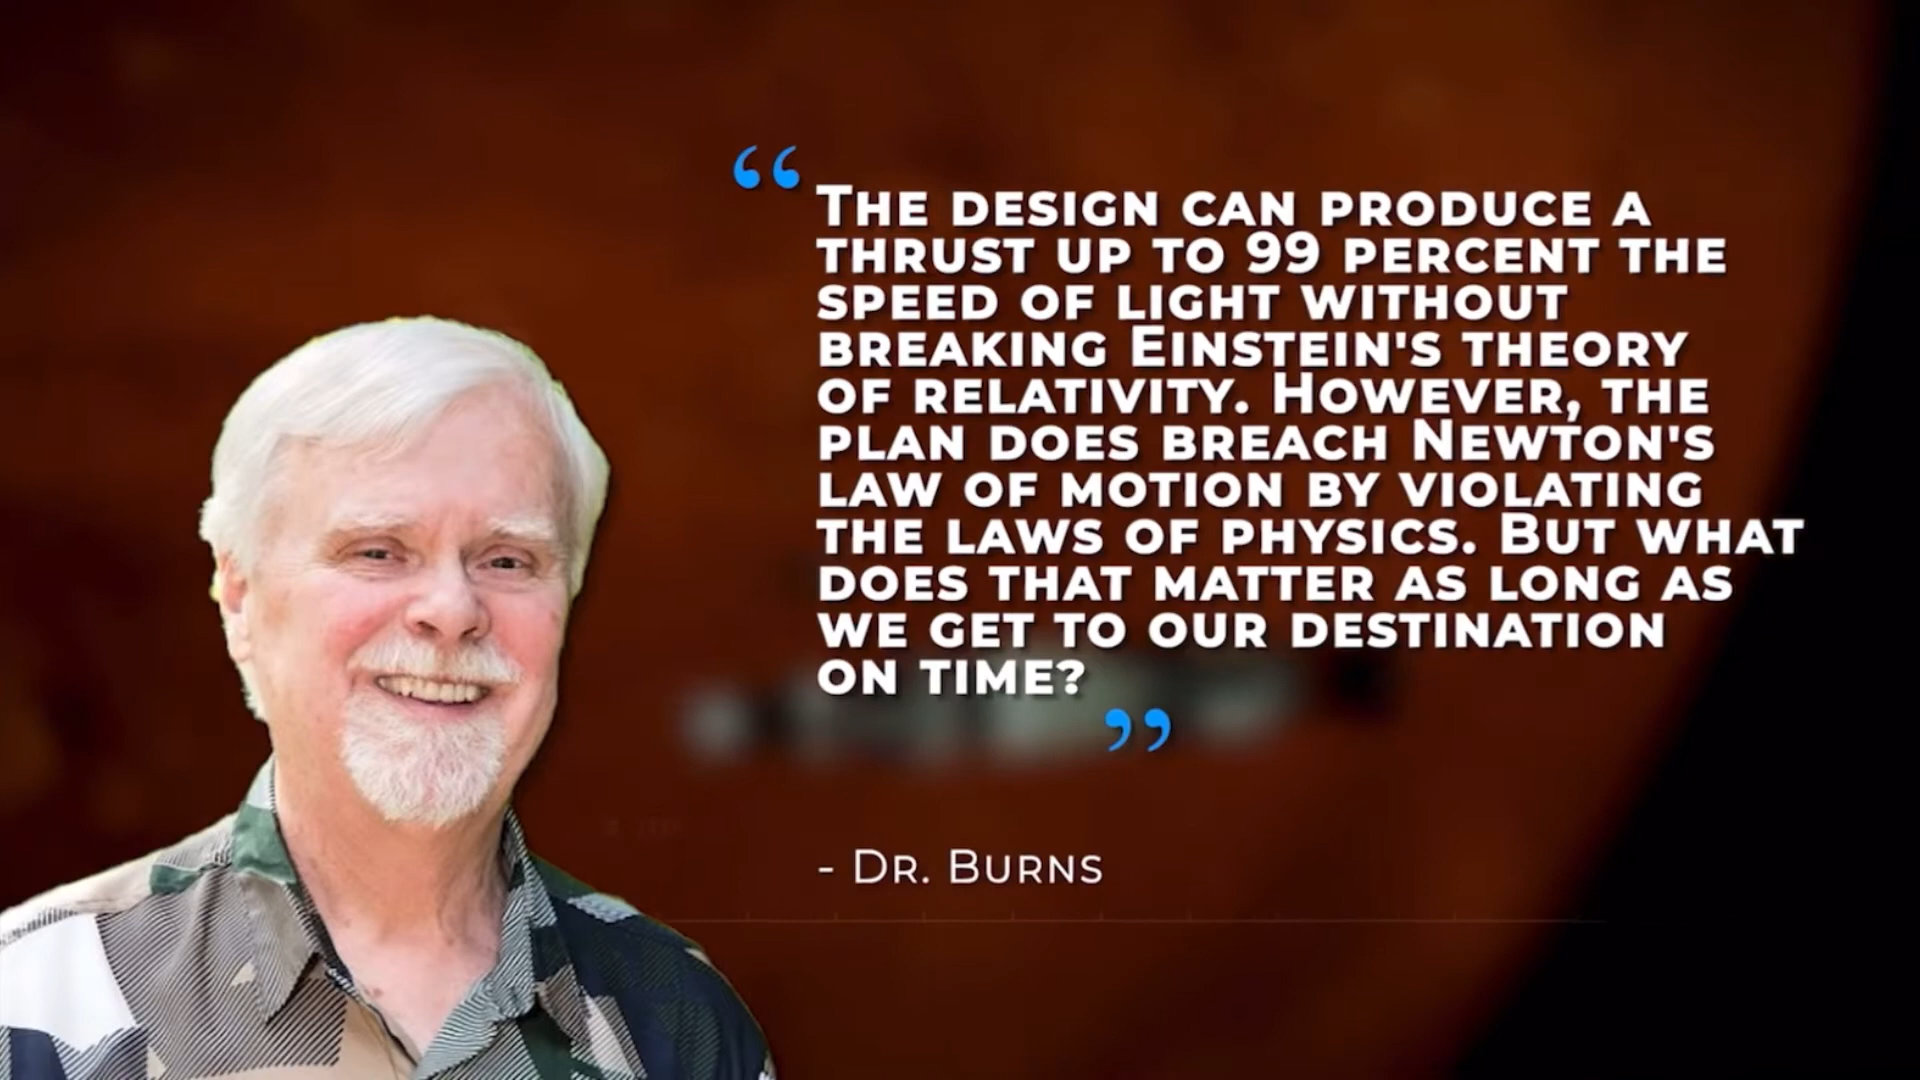 “The design can produce a
thrust up to 99 percent the
speed of light without
breaking Einstein's theory
of relativity. However, the
plan does breach Newton's
law of motion by violating
the laws of physics. But what
does that matter as long as
we get to our destination
on time?
”
- Dr. Burns